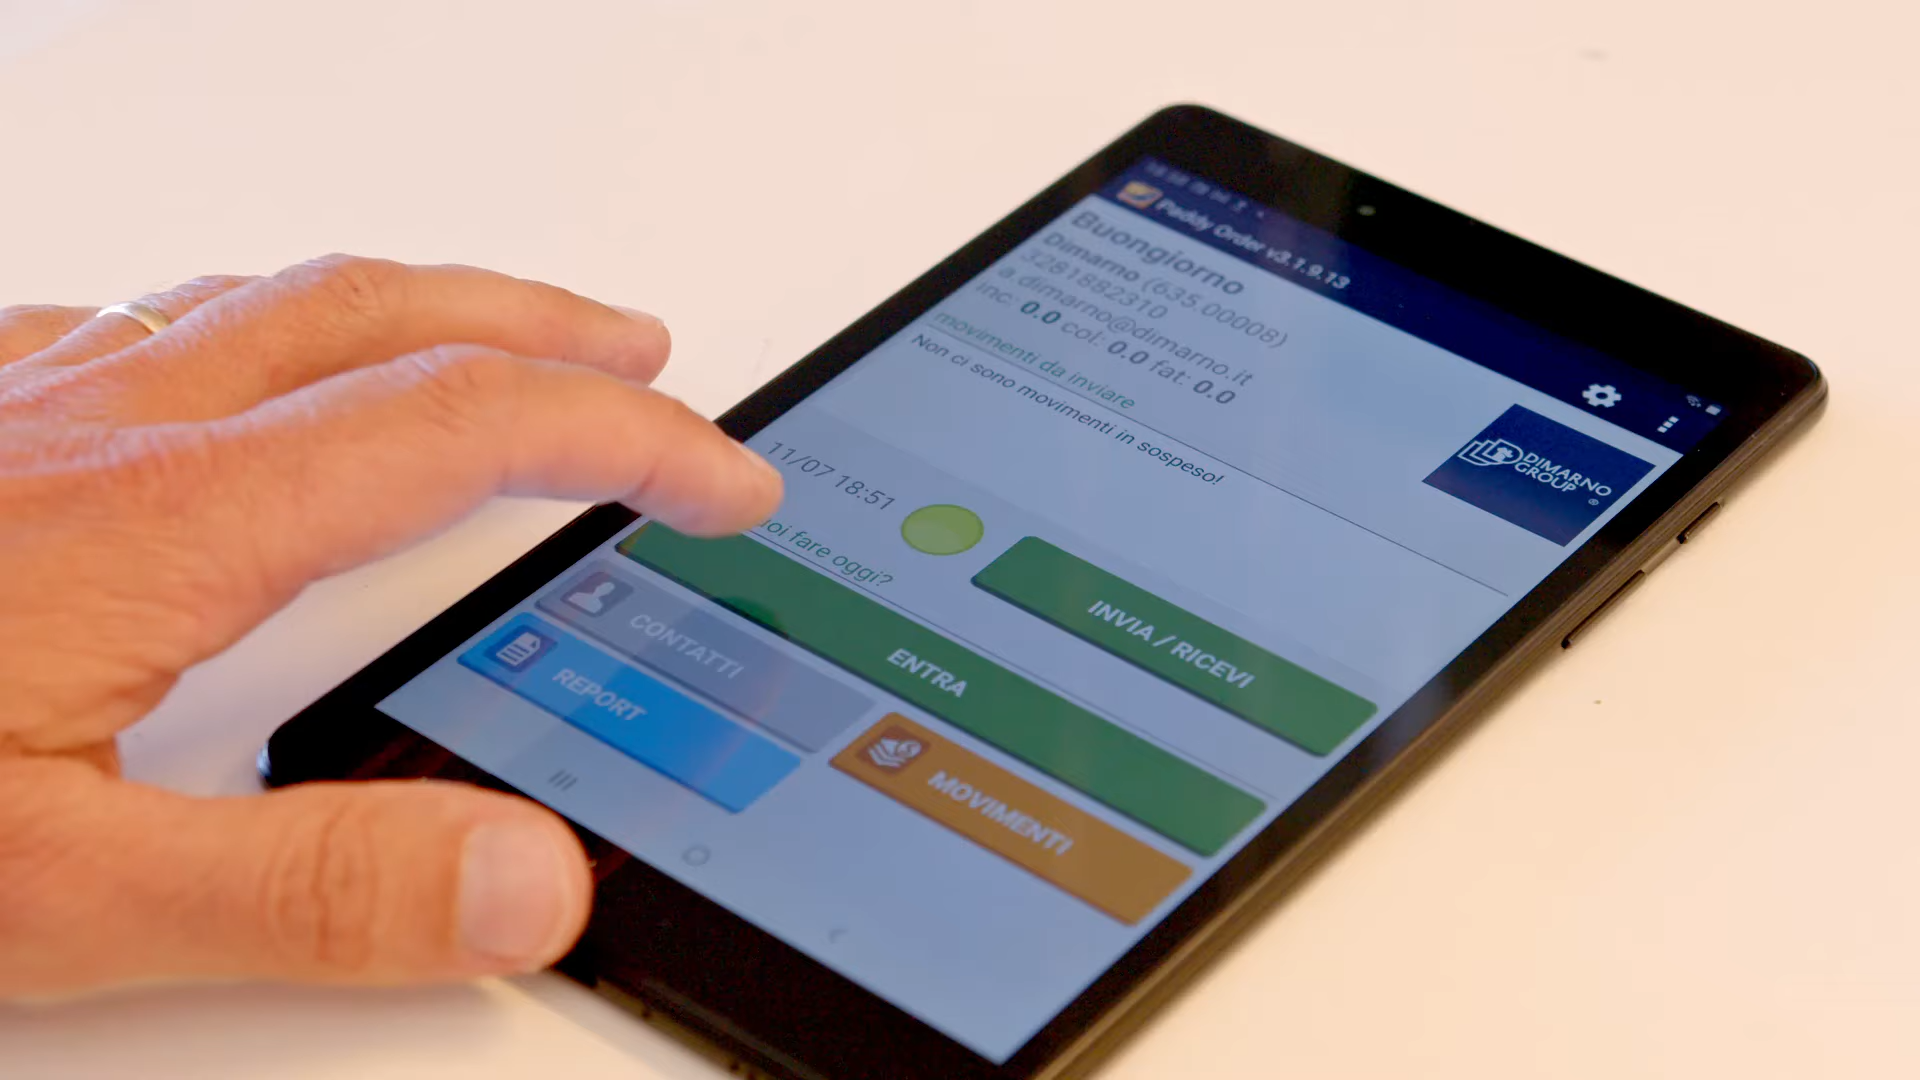 iPaddy Order v3.1.9.13
Buongiorno
Dimarno (635.00008)
3281882310
a.dimarno@dimarno.it
inc: 0.0 col: 0.0 fat: 0.0
DIMARNO
GROUP
®
movimenti da inviare
Non ci sono movimenti in sospeso!
11/07 18:51
INVIA / RICEVI
uoi fare oggi?
ENTRA
CONTATTI
REPORT
MOVIMENTI